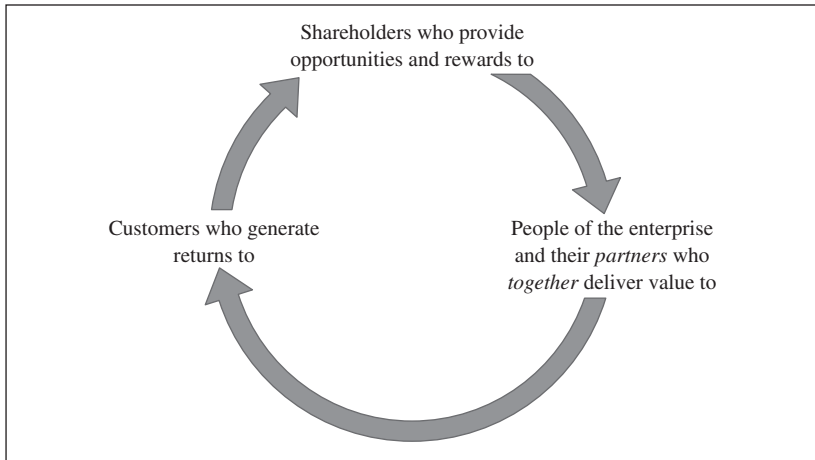 Shareholders who provide
opportunities and rewards to
Customers who generate
returns to
People of the enterprise
and their partners who
together deliver value to